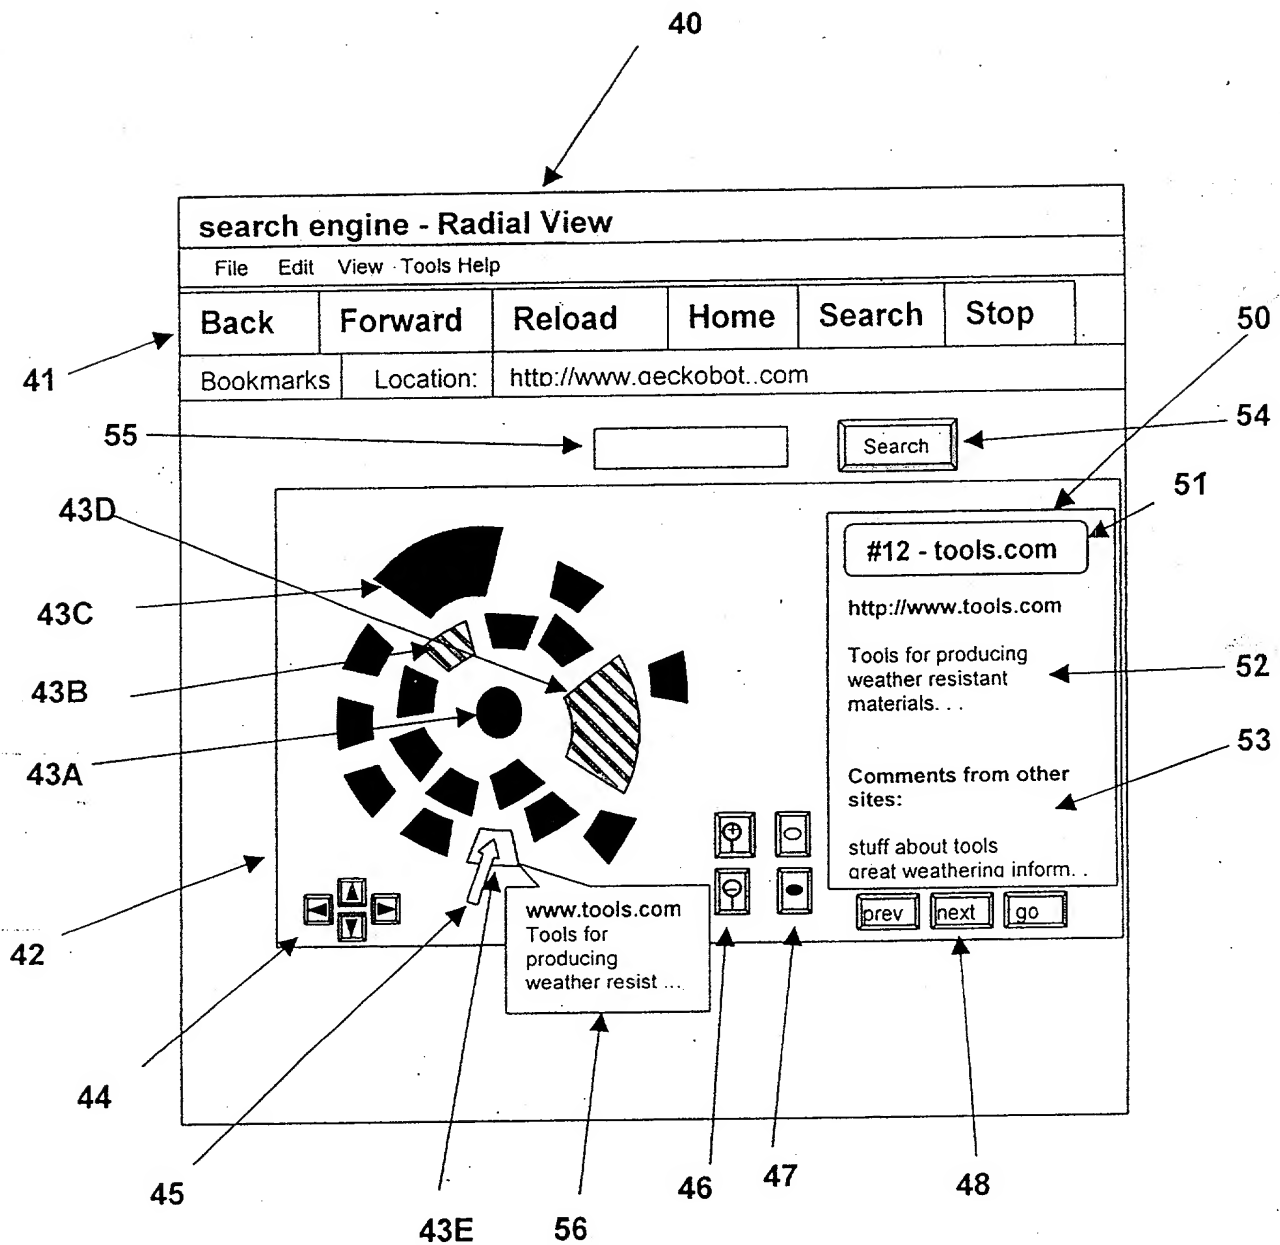 40
search engine - Radial View
File Edit View Tools Help
Back Forward Reload Home Search Stop
50
41
Bookmarks Location: http://www.geckobot..com
55
Search
54
43D
51
#12 - tools.com
43C
http://www.tools.com
Tools for producing
weather resistant
materials. . .
52
43B
43A
53
Comments from other
sites:
stuff about tools
great weathering inform. .
prev next go
www.tools.com
Tools for
producing
weather resist ...
42
44
45
43E
56
46
47
48